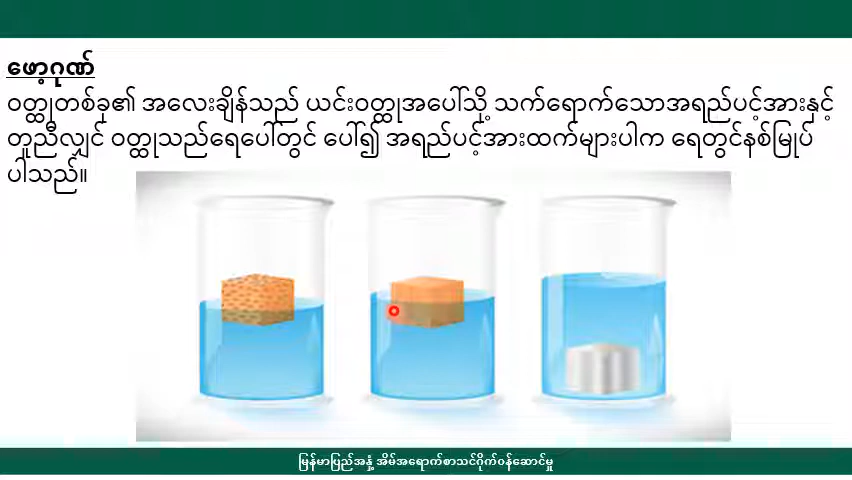 ဖော့ဂုဏ်
ဝတ္ထုတစ်ခု၏ အလေးချိန်သည် ယင်းဝတ္ထုအပေါ်သို့ သက်ရောက်သောအရည်ပင့်အားနှင့်
တူညီလျှင် ဝတ္ထုသည်ရေပေါ်တွင် ပေါ်၍ အရည်ပင့်အားထက်များပါက ရေတွင်နစ်မြုပ်
ပါသည်။
မြန်မာပြည်အနှံ့ အိမ်အရောက်စာသင်ဂိုက်ဝန်ဆောင်မှု